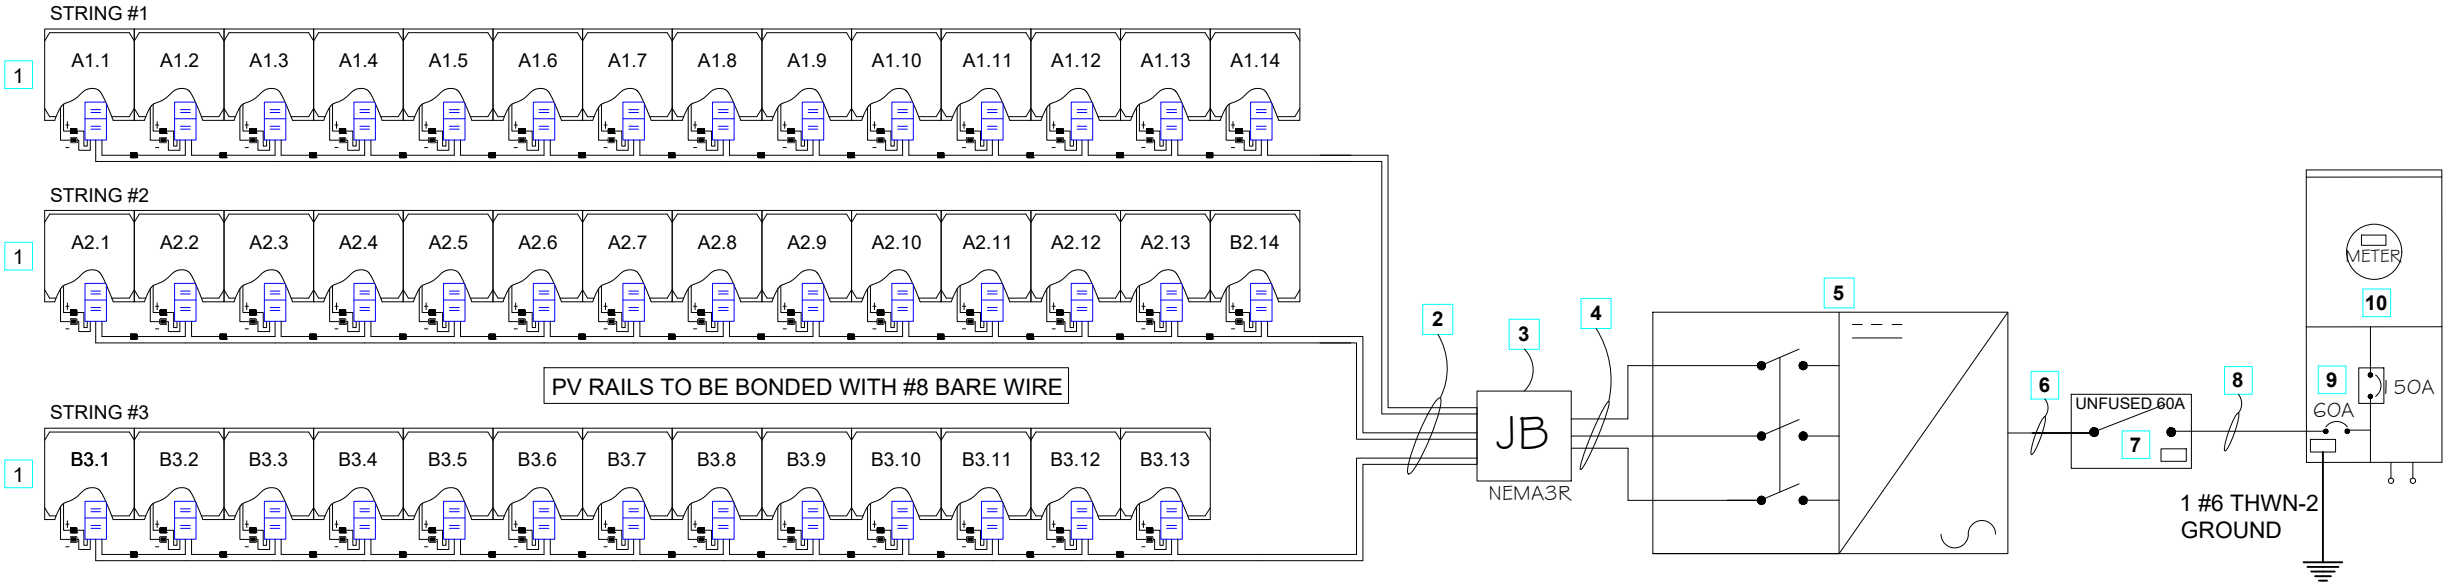 STRING #1
1
A1.1 A1.2 A1.3 A1.4 A1.5 A1.6 A1.7 A1.8 A1.9 A1.10 A1.11 A1.12 A1.13 A1.14
STRING #2
1
A2.1 A2.2 A2.3 A2.4 A2.5 A2.6 A2.7 A2.8 A2.9 A2.10 A2.11 A2.12 A2.13 B2.14
PV RAILS TO BE BONDED WITH #8 BARE WIRE
STRING #3
1
B3.1 B3.2 B3.3 B3.4 B3.5 B3.6 B3.7 B3.8 B3.9 B3.10 B3.11 B3.12 B3.13
2
3
JB
NEMA3R
4
5
6
UNFUSED 60A
7
8
METER
10
9
150A
60A
1 #6 THWN-2
GROUND